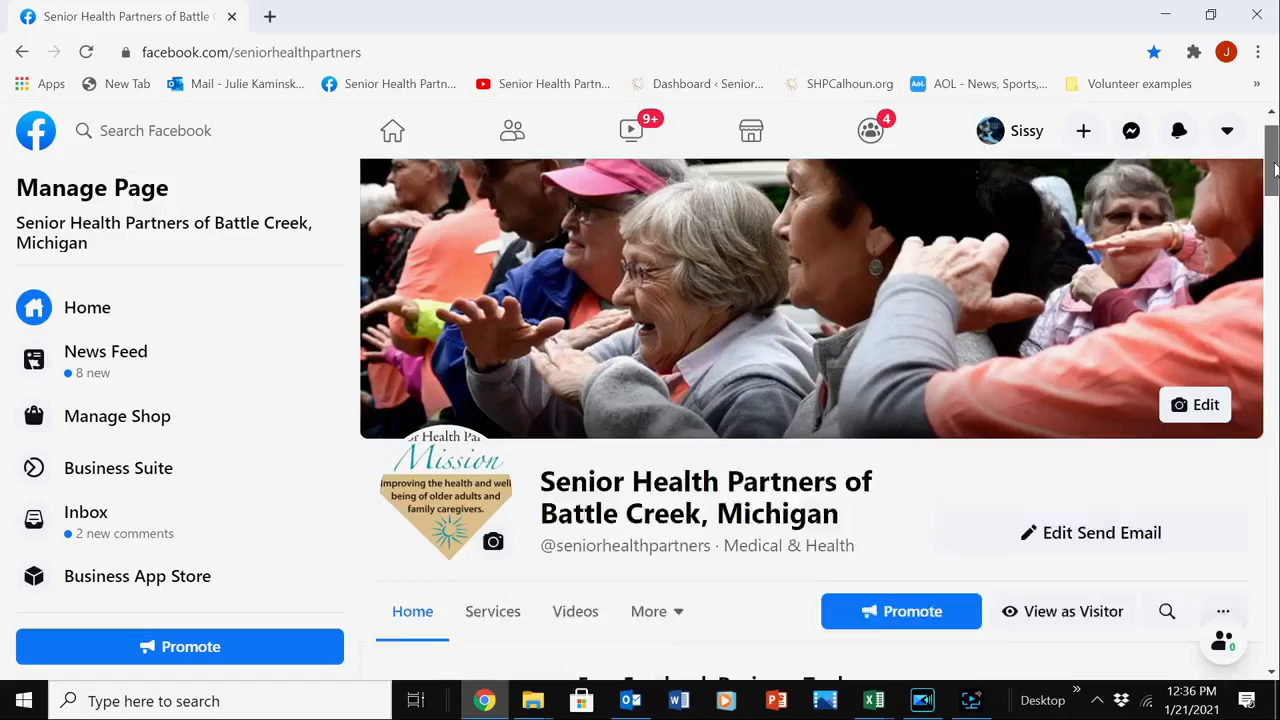 Senior Health Partners of Battle C
facebook.com/seniorhealthpartners
J
Apps
New Tab
Mail - Julie Kaminsk...
Senior Health Partn...
Senior Health Partn...
Dashboard ‹ Senior...
SHPCalhoun.org
AOL - News, Sports,...
Volunteer examples
»
Search Facebook
9+
4
Sissy
Manage Page
Senior Health Partners of Battle Creek,
Michigan
Home
News Feed
8 new
Manage Shop
Business Suite
Inbox
2 new comments
Business App Store
Promote
Edit
or Health Par
Mission
improving the health and well
being of older adults and
family caregivers.
Senior Health Partners of
Battle Creek, Michigan
@seniorhealthpartners · Medical & Health
Edit Send Email
Home
Services
Videos
More
Promote
View as Visitor
...
0
Type here to search
Desktop
»
12:36 PM
1/21/2021